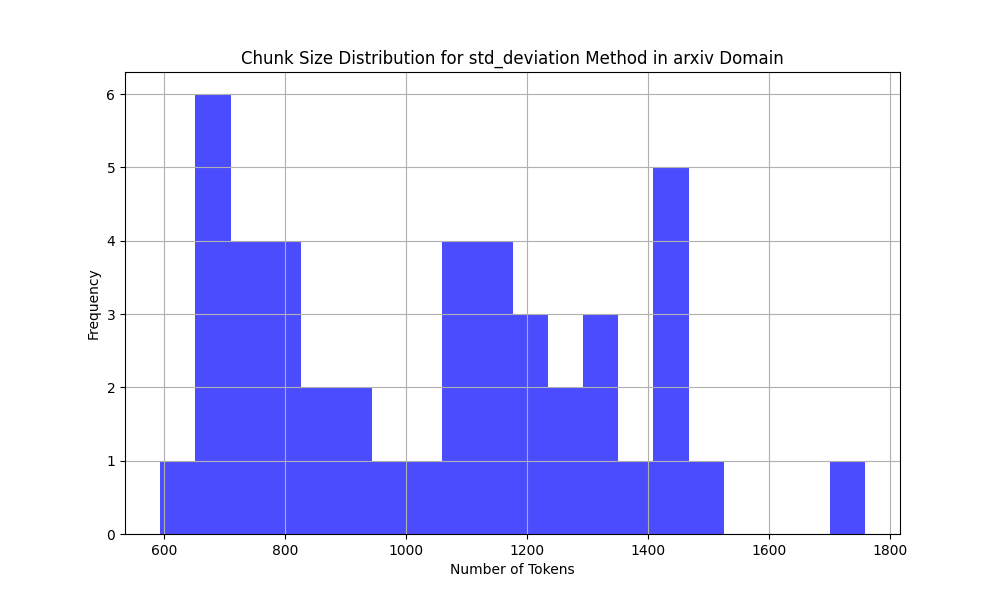 Chunk Size Distribution for std_deviation Method in arxiv Domain
6
5
4
3
2
1
0
Frequency
600 800 1000 1200 1400 1600 1800
Number of Tokens